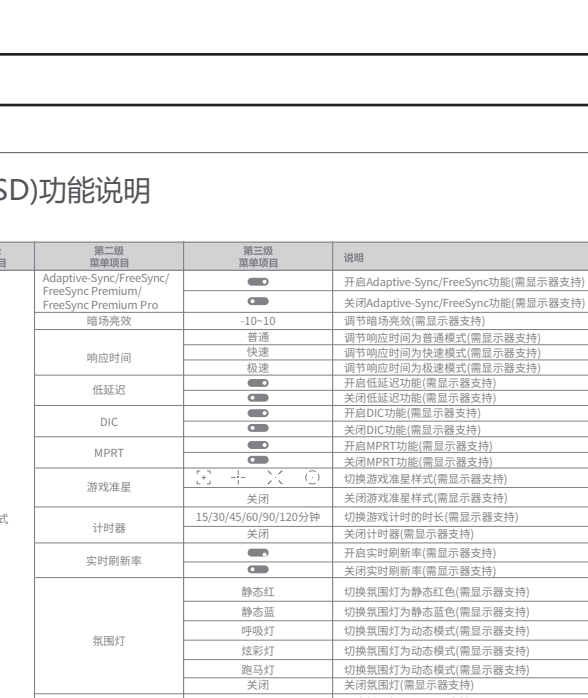 SD)功能说明
第二级
菜单项目
第三级
菜单项目
说明
目
Adaptive-Sync/FreeSync/
FreeSync Premium/
FreeSync Premium Pro
开启Adaptive-Sync/FreeSync功能(需显示器支持)
关闭Adaptive-Sync/FreeSync功能(需显示器支持)
暗场亮效
-10~10
调节暗场亮效(需显示器支持)
响应时间
普通
调节响应时间为普通模式(需显示器支持)
快速
调节响应时间为快速模式(需显示器支持)
极速
调节响应时间为极速模式(需显示器支持)
低延迟
开启低延迟功能(需显示器支持)
关闭低延迟功能(需显示器支持)
DIC
开启DIC功能(需显示器支持)
关闭DIC功能(需显示器支持)
MPRT
开启MPRT功能(需显示器支持)
关闭MPRT功能(需显示器支持)
游戏准星
切换游戏准星样式(需显示器支持)
关闭
关闭游戏准星样式(需显示器支持)
式
计时器
15/30/45/60/90/120分钟
切换游戏计时的时长(需显示器支持)
关闭
关闭计时器(需显示器支持)
实时刷新率
开启实时刷新率(需显示器支持)
关闭实时刷新率(需显示器支持)
氛围灯
静态红
切换氛围灯为静态红色(需显示器支持)
静态蓝
切换氛围灯为静态蓝色(需显示器支持)
呼吸灯
切换氛围灯为动态模式(需显示器支持)
炫彩灯
切换氛围灯为动态模式(需显示器支持)
跑马灯
切换氛围灯为动态模式(需显示器支持)
关闭
关闭氛围灯(需显示器支持)